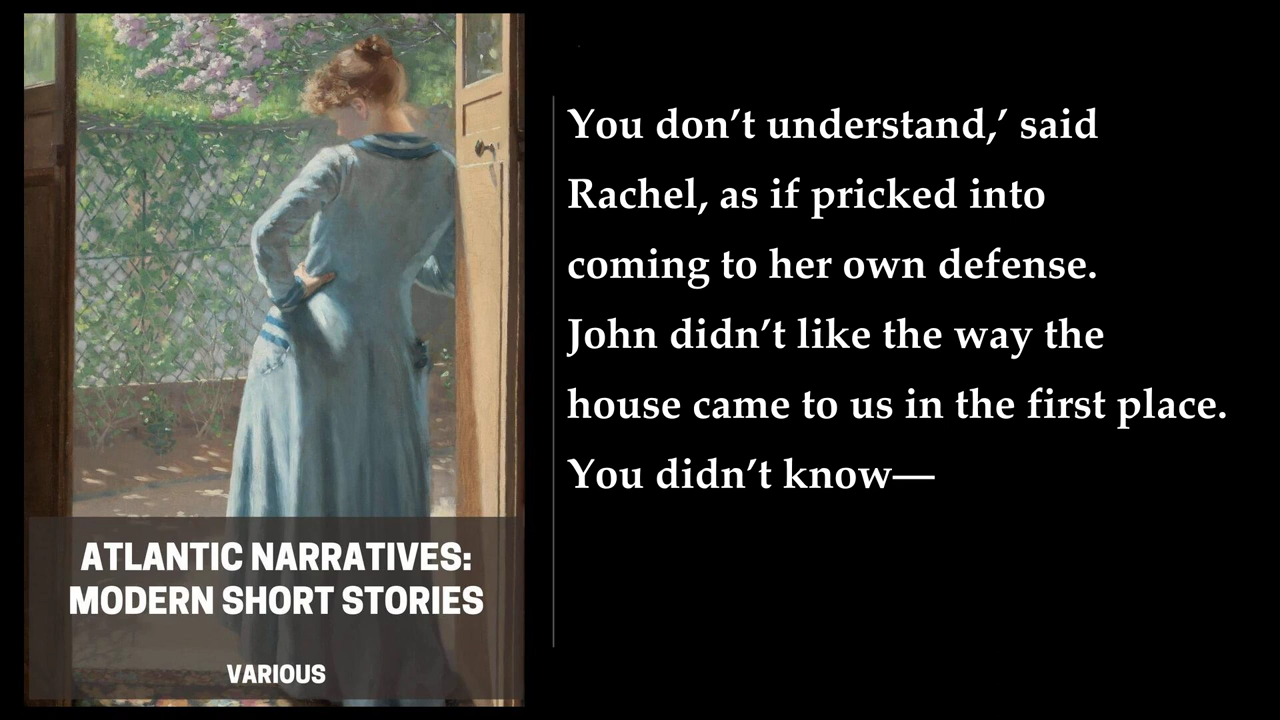 ATLANTIC NARRATIVES:
MODERN SHORT STORIES
VARIOUS
You don’t understand,’ said
Rachel, as if pricked into
coming to her own defense.
John didn’t like the way the
house came to us in the first place.
You didn’t know—